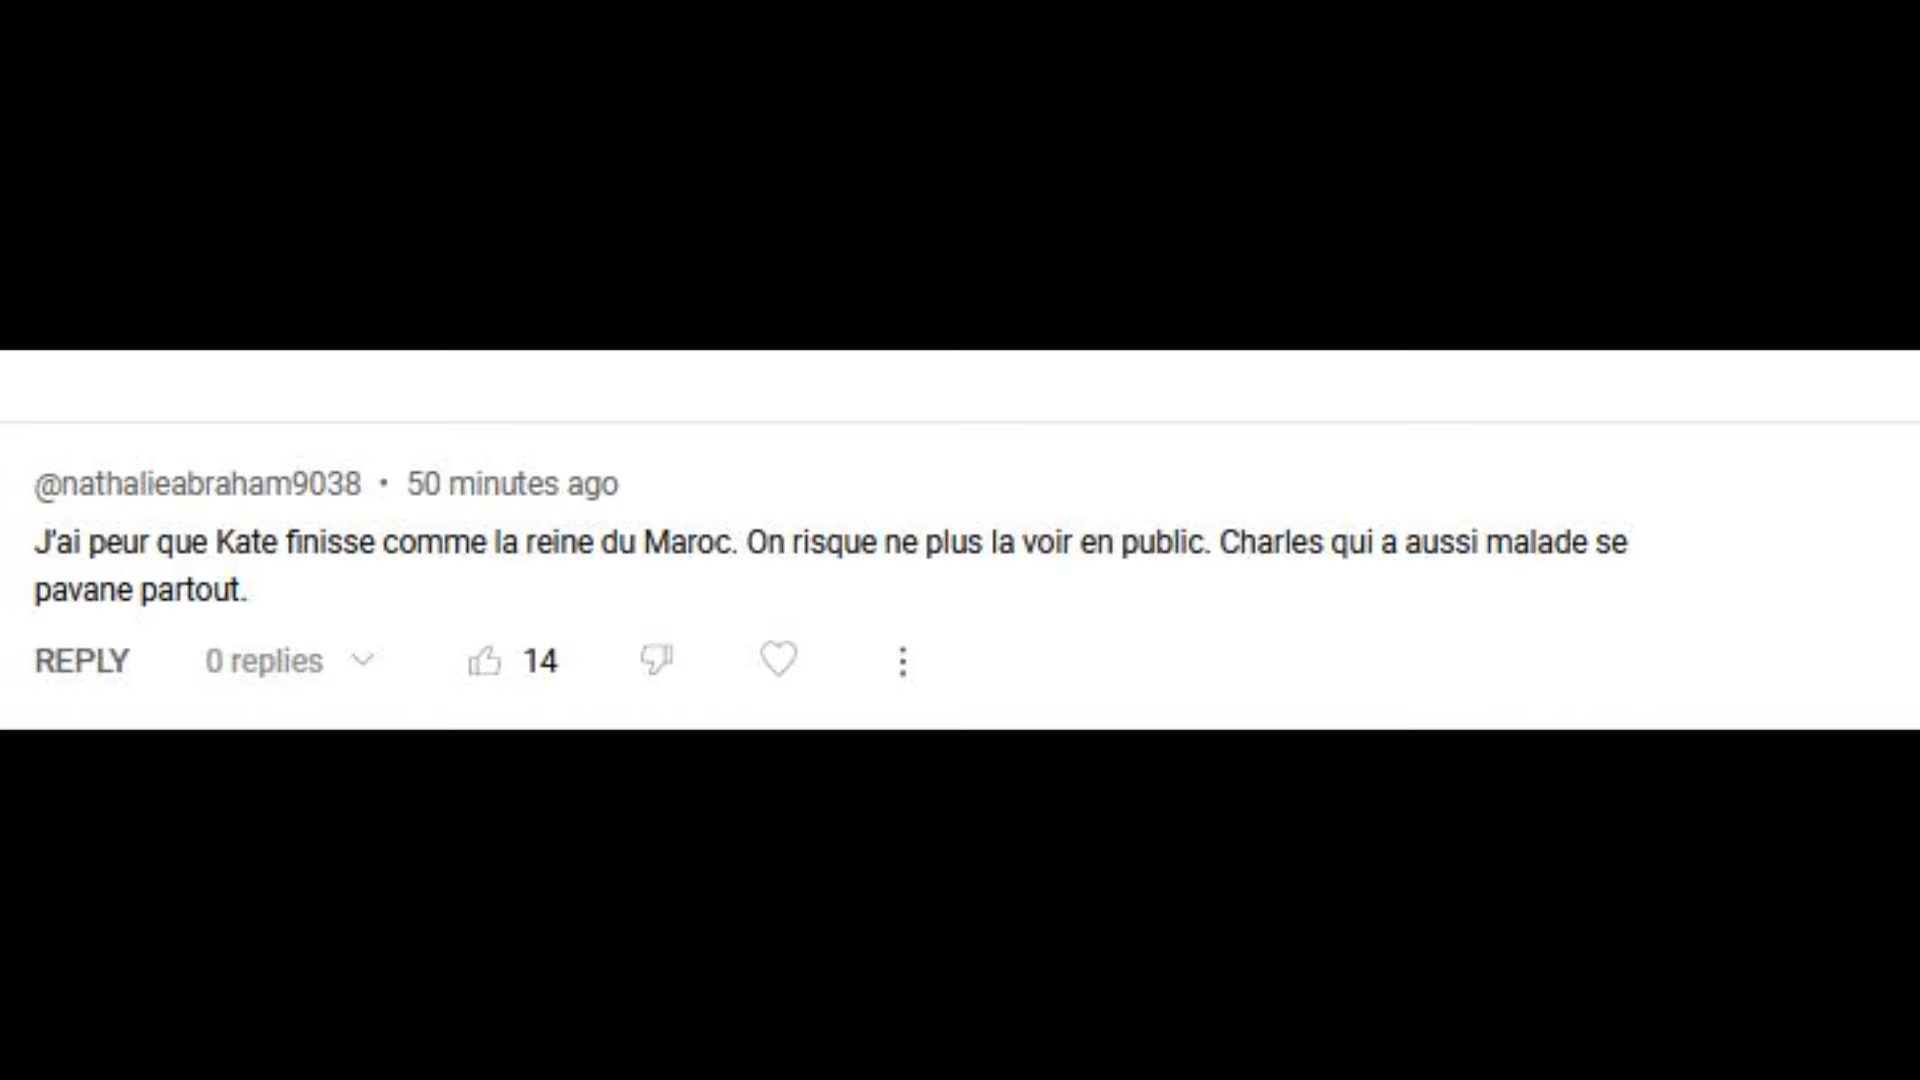 @nathalieabraham9038 • 50 minutes ago
J'ai peur que Kate finisse comme la reine du Maroc. On risque ne plus la voir en public. Charles qui a aussi malade se
pavane partout.
REPLY 0 replies 14